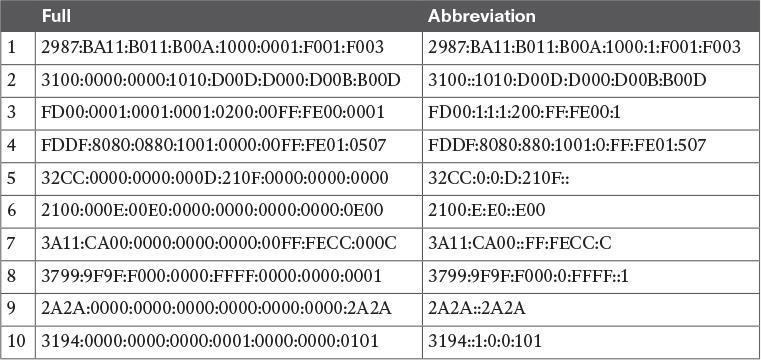 Full Abbreviation
1 2987:BA11:B011:B00A:1000:0001:F001:F003 2987:BA11:B011:B00A:1000:1:F001:F003
2 3100:0000:0000:1010:D00D:D000:D00B:B00D 3100::1010:D00D:D000:D00B:B00D
3 FD00:0001:0001:0001:0200:00FF:FE00:0001 FD00:1:1:1:200:FF:FE00:1
4 FDDF:8080:0880:1001:0000:00FF:FE01:0507 FDDF:8080:880:1001:0:FF:FE01:507
5 32CC:0000:0000:000D:210F:0000:0000:0000 32CC:0:0:D:210F::
6 2100:000E:00E0:0000:0000:0000:0000:0E00 2100:E:E0::E00
7 3A11:CA00:0000:0000:0000:00FF:FECC:000C 3A11:CA00::FF:FECC:C
8 3799:9F9F:F000:0000:FFFF:0000:0000:0001 3799:9F9F:F000:0:FFFF::1
9 2A2A:0000:0000:0000:0000:0000:0000:2A2A 2A2A::2A2A
10 3194:0000:0000:0000:0001:0000:0000:0101 3194::1:0:0:101